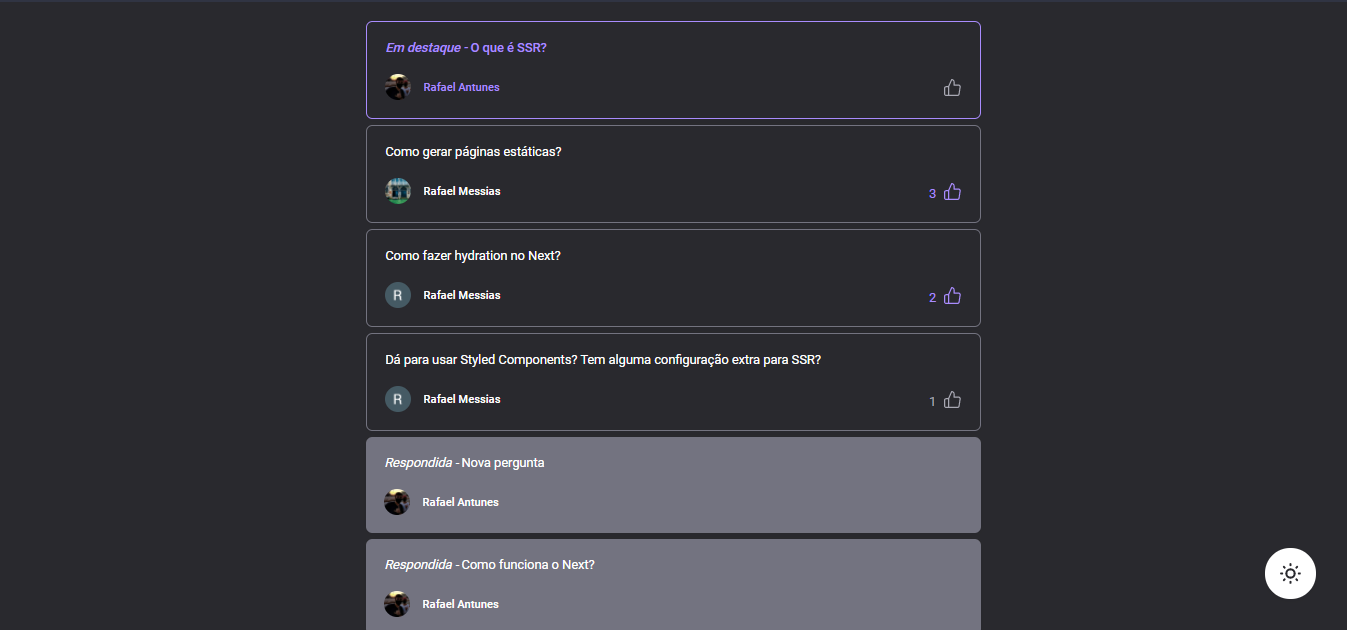 Em destaque - O que é SSR?
Rafael Antunes
Como gerar páginas estáticas?
Rafael Messias
3
Como fazer hydration no Next?
R
Rafael Messias
2
Dá para usar Styled Components? Tem alguma configuração extra para SSR?
R
Rafael Messias
1
Respondida - Nova pergunta
Rafael Antunes
Respondida - Como funciona o Next?
Rafael Antunes